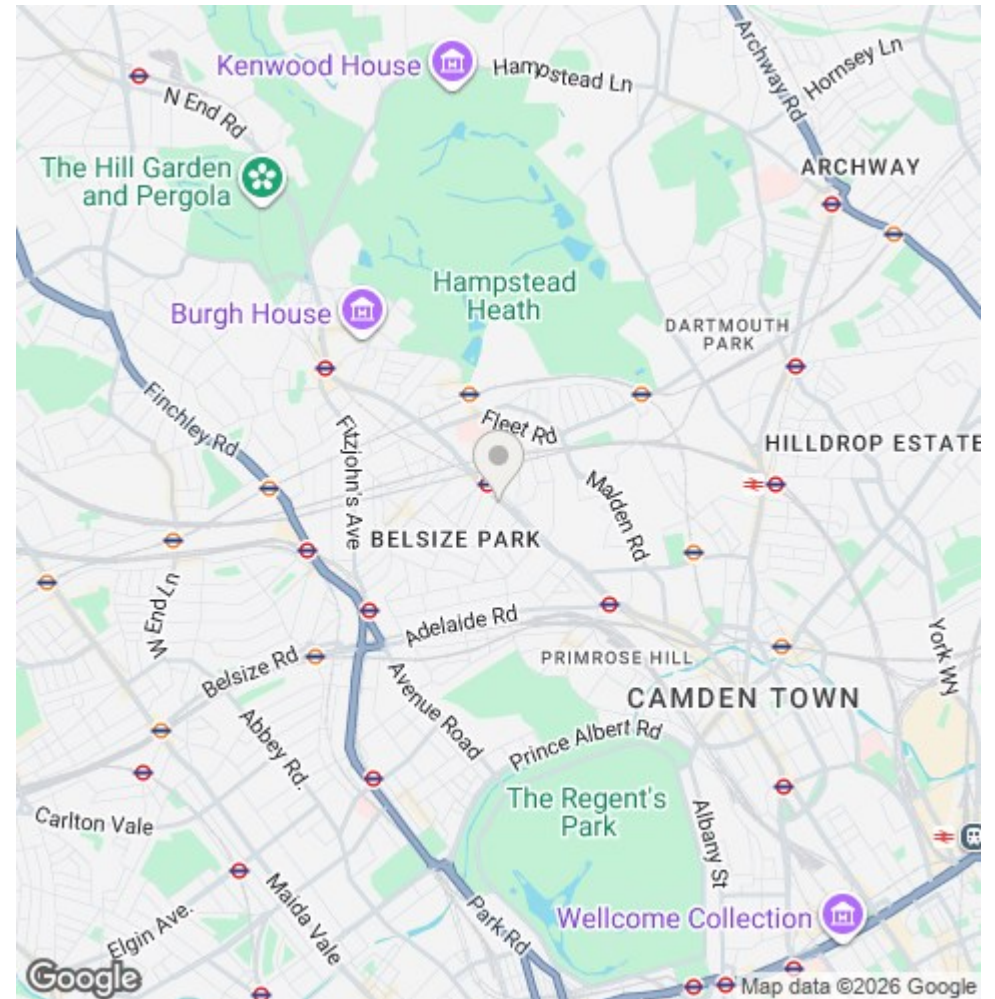 Kenwood House
Hampstead Ln
Hornsey Ln
Archway Rd
N End Rd
The Hill Garden
and Pergola
ARCHWAY
Hampstead
Heath
Burgh House
DARTMOUTH
PARK
Finchley Rd
Fitzjohn's Ave
Fleet Rd
HILLDROP ESTATE
Malden Rd
BELSIZE PARK
W End Ln
Adelaide Rd
York WN
Belsize Rd
PRIMROSE HILL
Avenue Road
CAMDEN TOWN
Abbey Rd.
Prince Albert Rd
The Regent's
Park
Albany St
Carlton Vale
Maida Vale
Park Rd
Wellcome Collection
Elgin Ave.
Google
Map data ©2026 Google